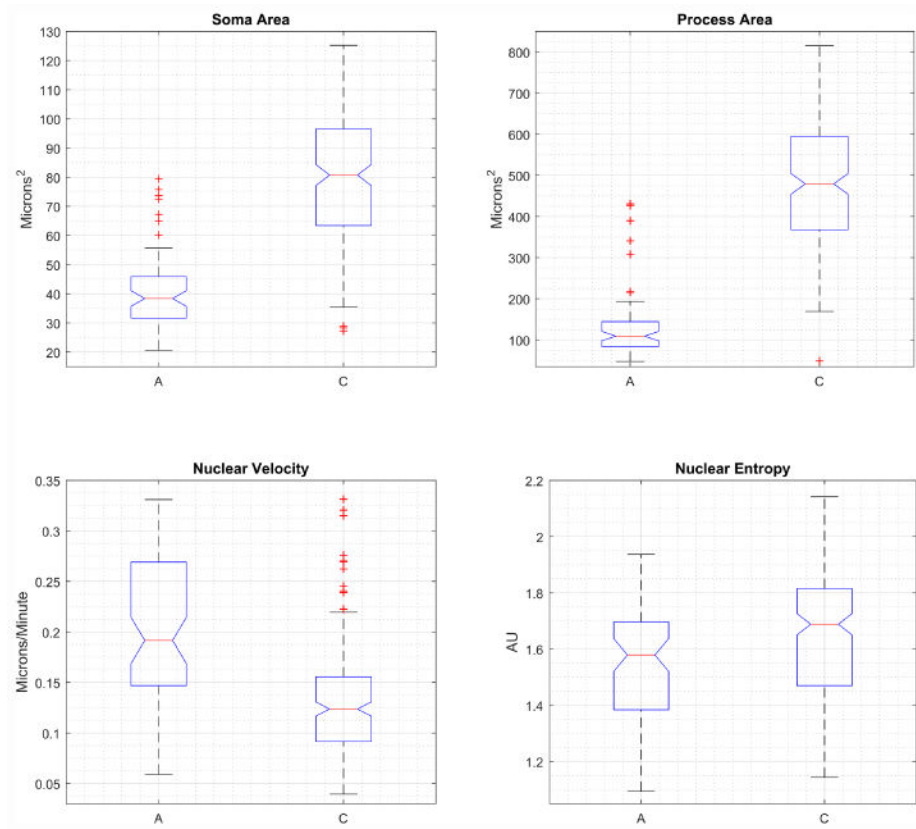 Soma Area
130
120
110
100
90
80
70
60
50
40
30
20
Microns²
A C
Process Area
800
700
600
500
400
300
200
100
Microns²
A C
Nuclear Velocity
0.35
0.3
0.25
0.2
0.15
0.1
0.05
Microns/Minute
A C
Nuclear Entropy
2.2
2
1.8
1.6
1.4
1.2
AU
A C